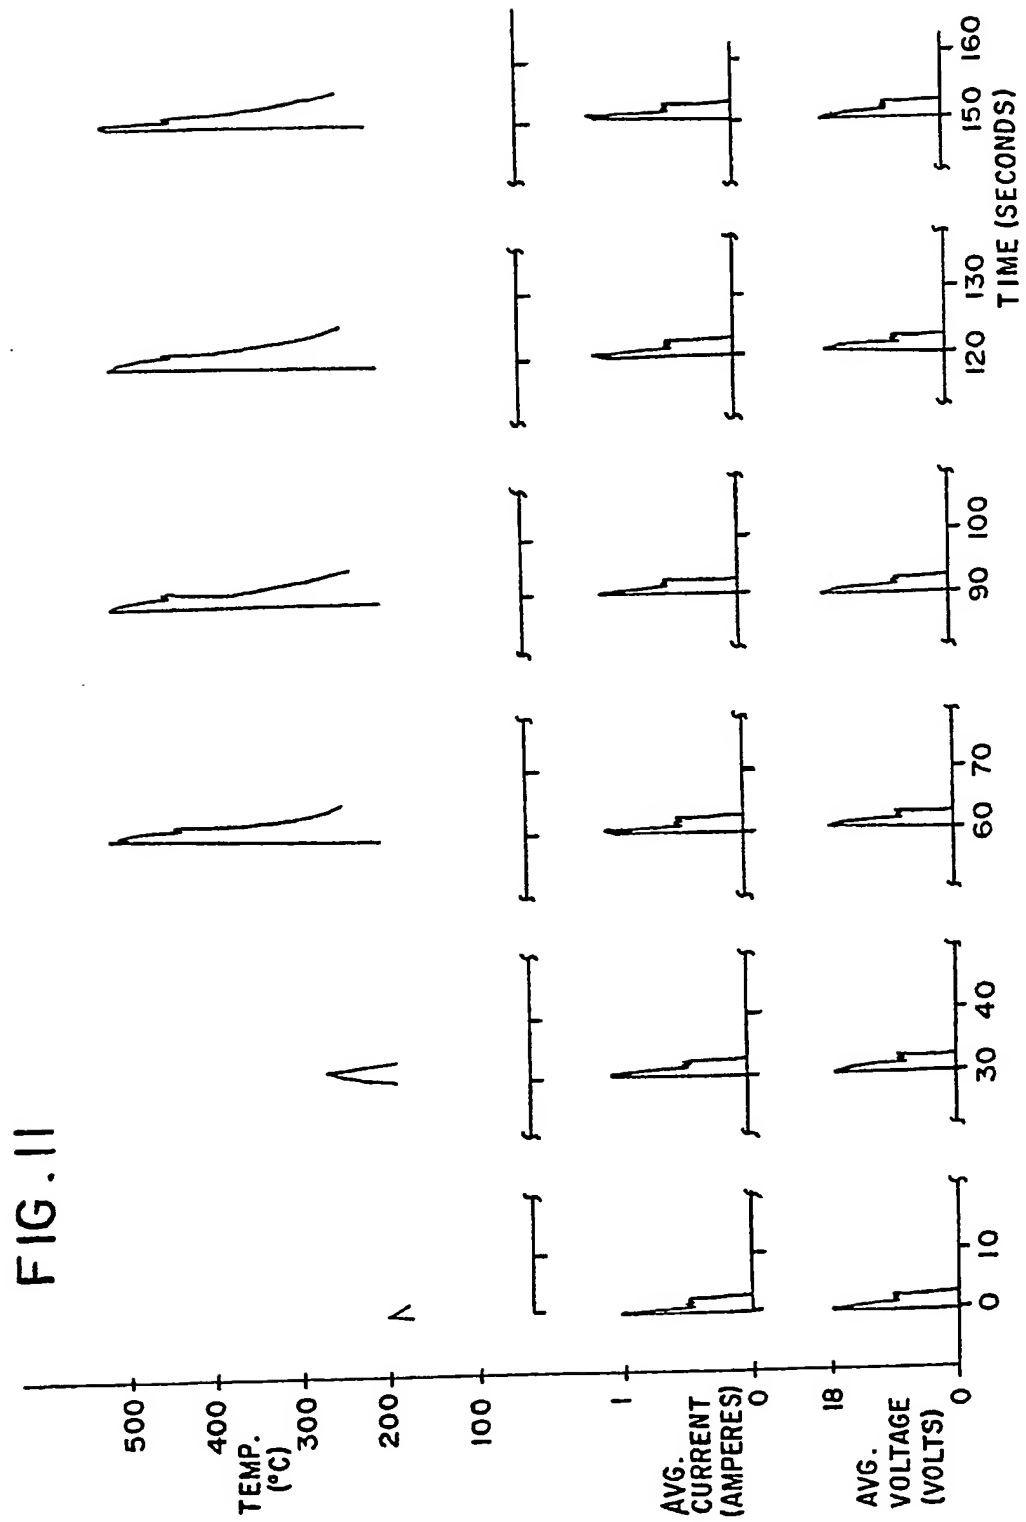 FIG. 11
500
400
300
200
100
TEMP.
(°C)
1
0
AVG.
CURRENT
(AMPERES)
18
0
AVG.
VOLTAGE
(VOLTS)
0 10 30 40 60 70 90 100 120 130 150 160
TIME (SECONDS)